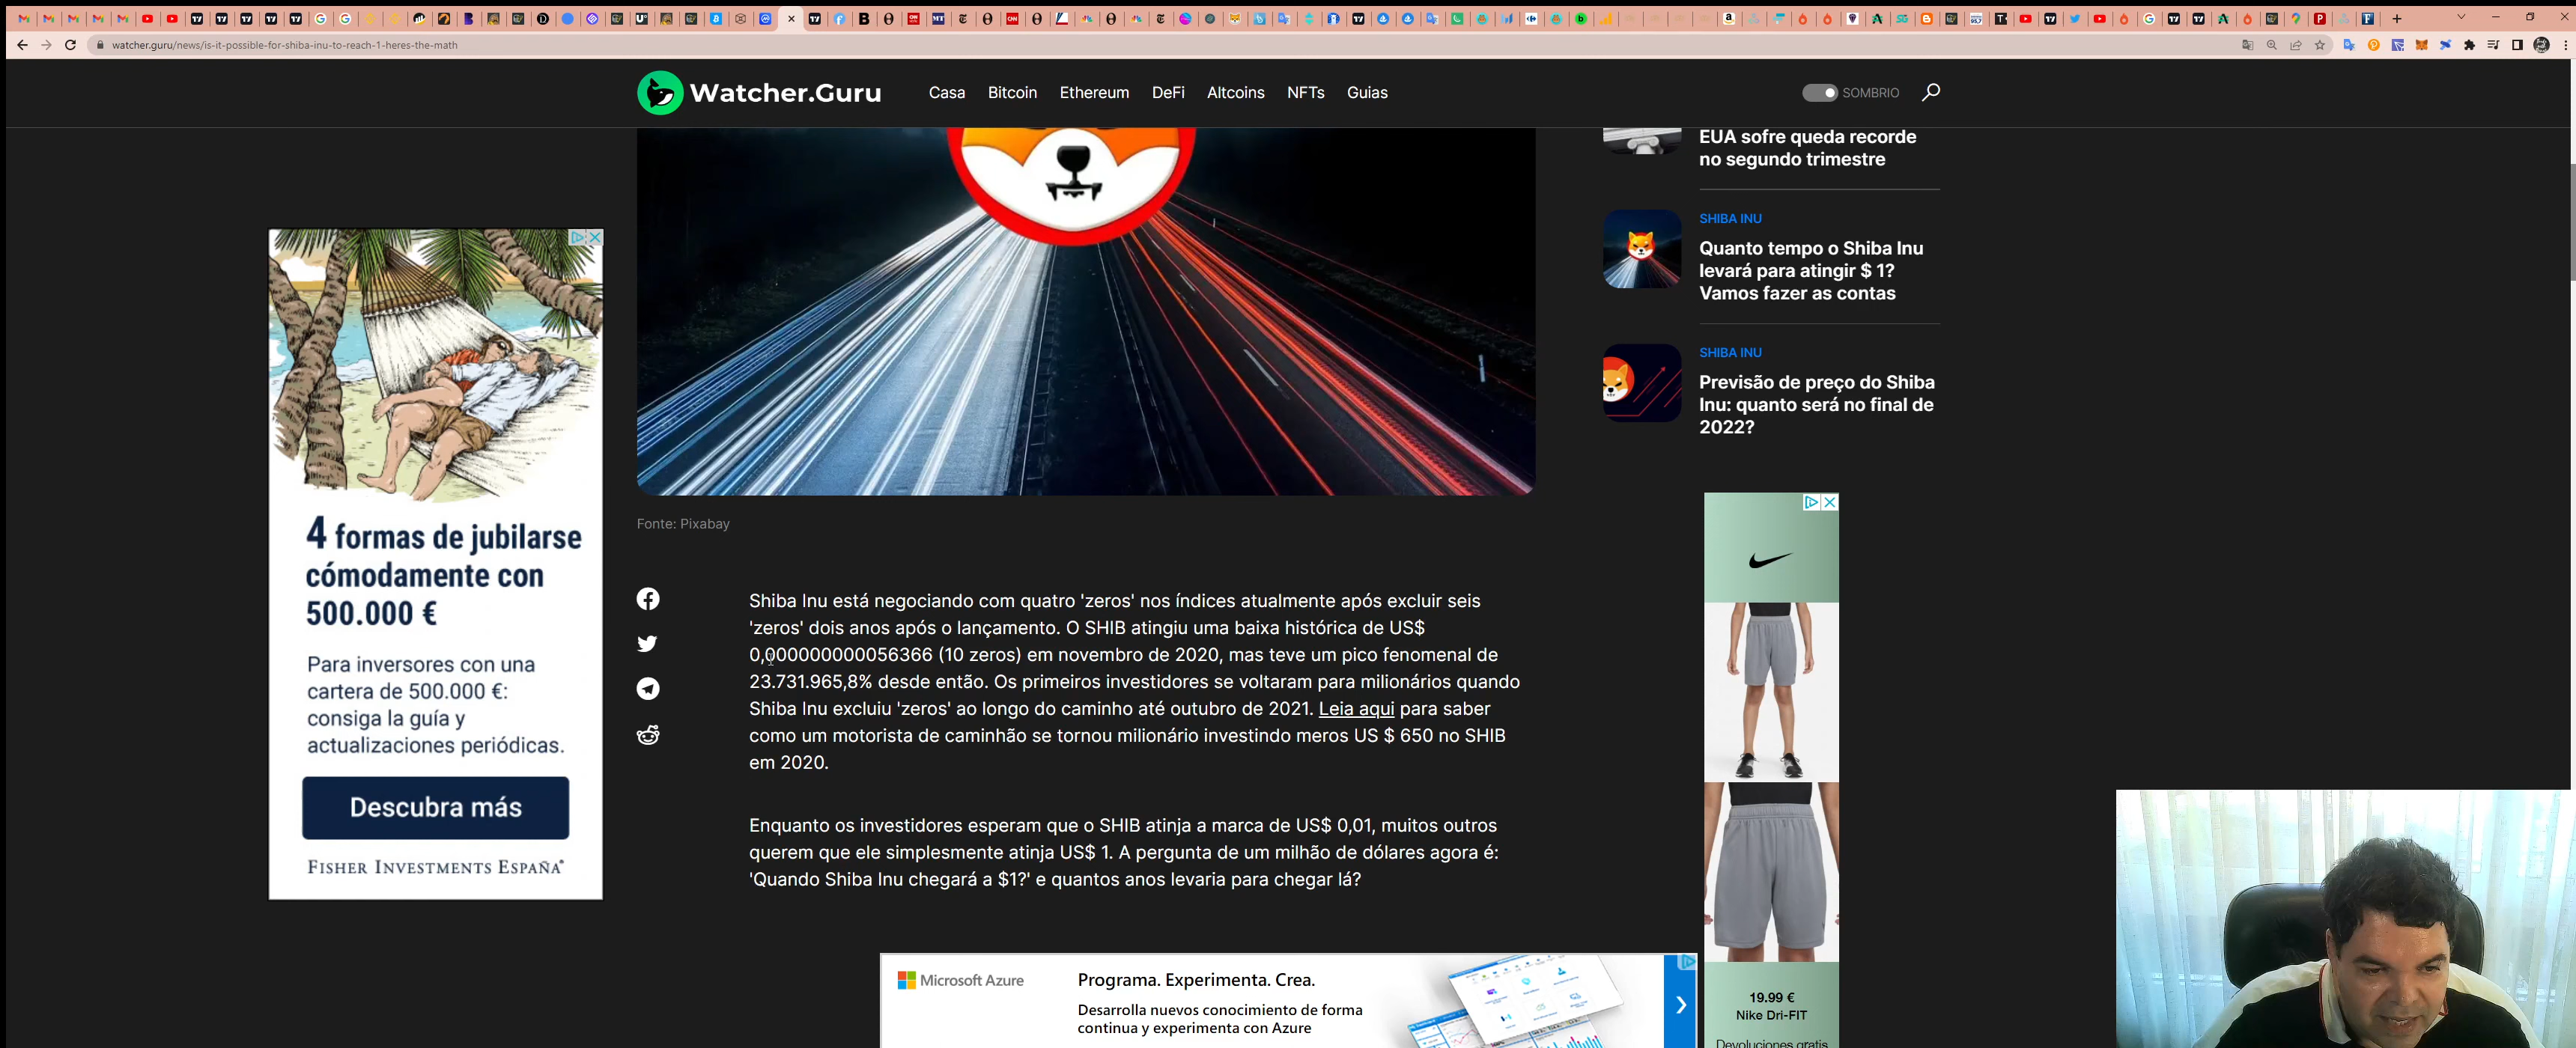 watcher.guru/news/is-it-possible-for-shiba-inu-to-reach-1-heres-the-math
Watcher.Guru
Casa
Bitcoin
Ethereum
DeFi
Altcoins
NFTs
Guias
SOMBRIO
EUA sofre queda recorde
no segundo trimestre
SHIBA INU
Quanto tempo o Shiba Inu
levará para atingir $ 1?
Vamos fazer as contas
SHIBA INU
Previsão de preço do Shiba
Inu: quanto será no final de
2022?
4 formas de jubilarse
cómodamente con
500.000 €
Para inversores con una
cartera de 500.000 €:
consiga la guía y
actualizaciones periódicas.
Descubra más
FISHER INVESTMENTS ESPAÑA®
Fonte: Pixabay
Shiba Inu está negociando com quatro 'zeros' nos índices atualmente após excluir seis
'zeros' dois anos após o lançamento. O SHIB atingiu uma baixa histórica de US$
0,000000000056366 (10 zeros) em novembro de 2020, mas teve um pico fenomenal de
23.731.965,8% desde então. Os primeiros investidores se voltaram para milionários quando
Shiba Inu excluiu 'zeros' ao longo do caminho até outubro de 2021. Leia aqui para saber
como um motorista de caminhão se tornou milionário investindo meros US $ 650 no SHIB
em 2020.
Enquanto os investidores esperam que o SHIB atinja a marca de US$ 0,01, muitos outros
querem que ele simplesmente atinja US$ 1. A pergunta de um milhão de dólares agora é:
'Quando Shiba Inu chegará a $1?' e quantos anos levaria para chegar lá?
Microsoft Azure
Programa. Experimenta. Crea.
Desarrolla nuevos conocimiento de forma
continua y experimenta con Azure
19.99 €
Nike Dri-FIT
Devoluciones gratis